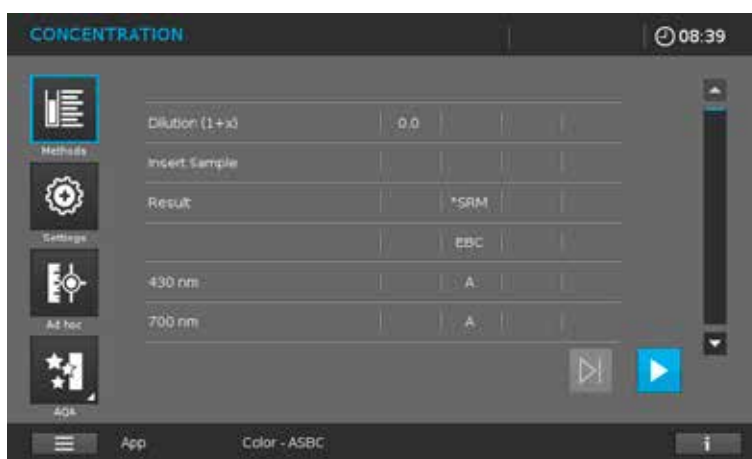 CONCENTRATION 08:39
Methods
Dilution (1+x) 0.0
Insert Sample
Settings
Result *SRM
EBC
Ad hoc
430 nm A
700 nm A
AQA
App Color - ASBC i